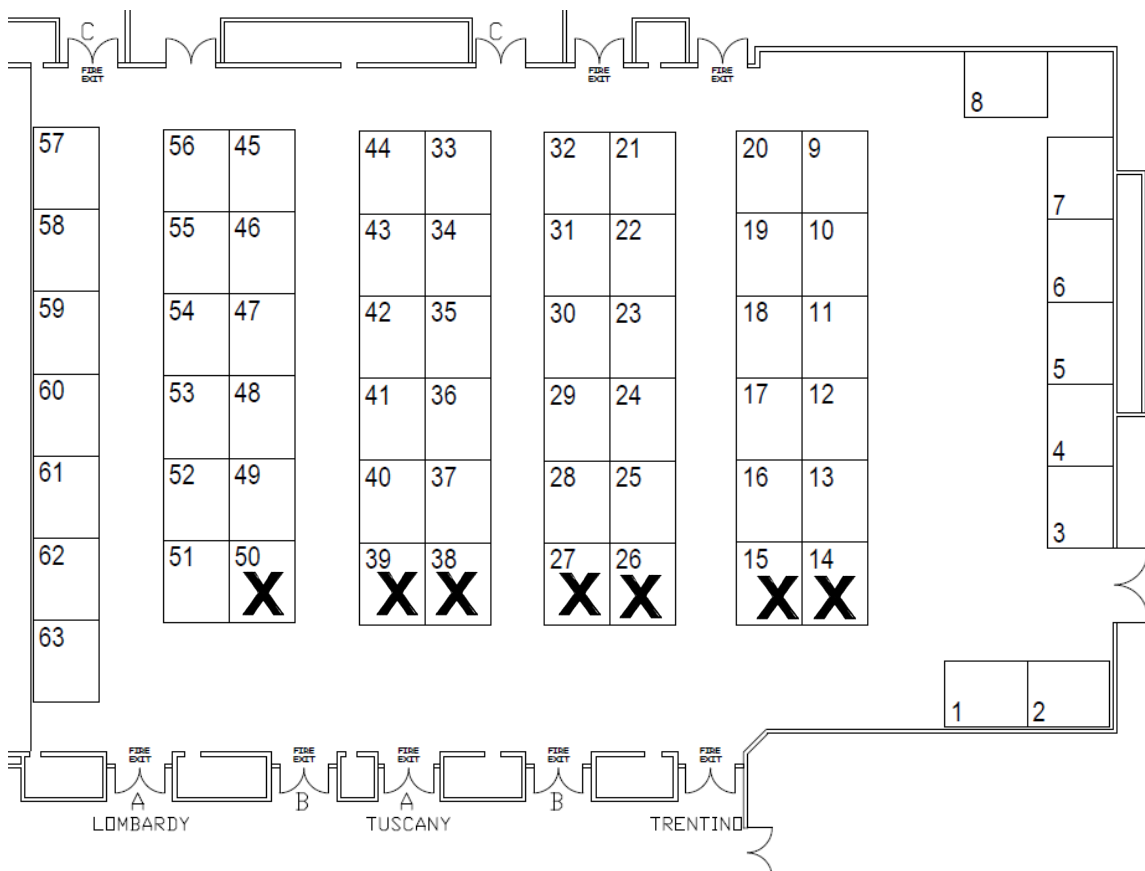 C C
FIRE EXIT FIRE EXIT FIRE EXIT
8
57 56 45 44 33 32 21 20 9
7
58 55 46 43 34 31 22 19 10
6
59 54 47 42 35 30 23 18 11
5
60 53 48 41 36 29 24 17 12
4
61 52 49 40 37 28 25 16 13
3
62 51 50 39 38 27 26 15 14
X X X X X X X
63
1 2
FIRE EXIT FIRE EXIT FIRE EXIT FIRE EXIT FIRE EXIT
A B A B
LOMBARDY TUSCANY TRENTINO